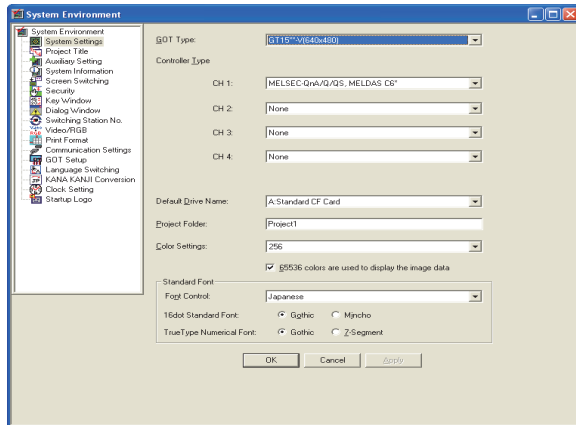 System Environment
System Environment
System Settings
Project Title
Auxiliary Setting
System Information
Screen Switching
Security
Key Window
Dialog Window
Switching Station No.
Video/RGB
Print Format
Communication Settings
GOT Setup
Language Switching
KANA KANJI Conversion
Clock Setting
Startup Logo
GOT Type: GT15**-V(640x480)
Controller Type
CH 1: MELSEC-QnA/Q/QS, MELDAS C6*
CH 2: None
CH 3: None
CH 4: None
Default Drive Name: A:Standard CF Card
Project Folder: Project1
Color Settings: 256
65536 colors are used to display the image data
Standard Font
Font Control: Japanese
16dot Standard Font: Gothic Mincho
TrueType Numerical Font: Gothic 7-Segment
OK Cancel Apply